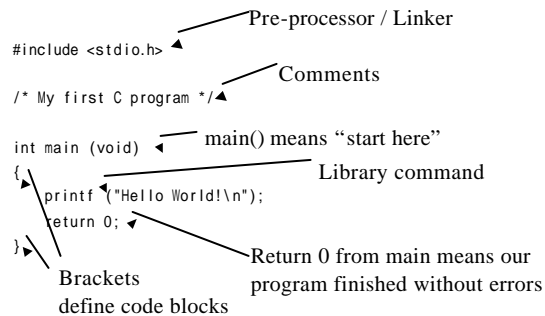 Pre-processor / Linker
#include <stdio.h>
Comments
/* My first C program */
int main (void)
main() means “start here”
{
Library command
printf ("Hello World!\n");
return 0;
}
Return 0 from main means our
program finished without errors
Brackets
define code blocks